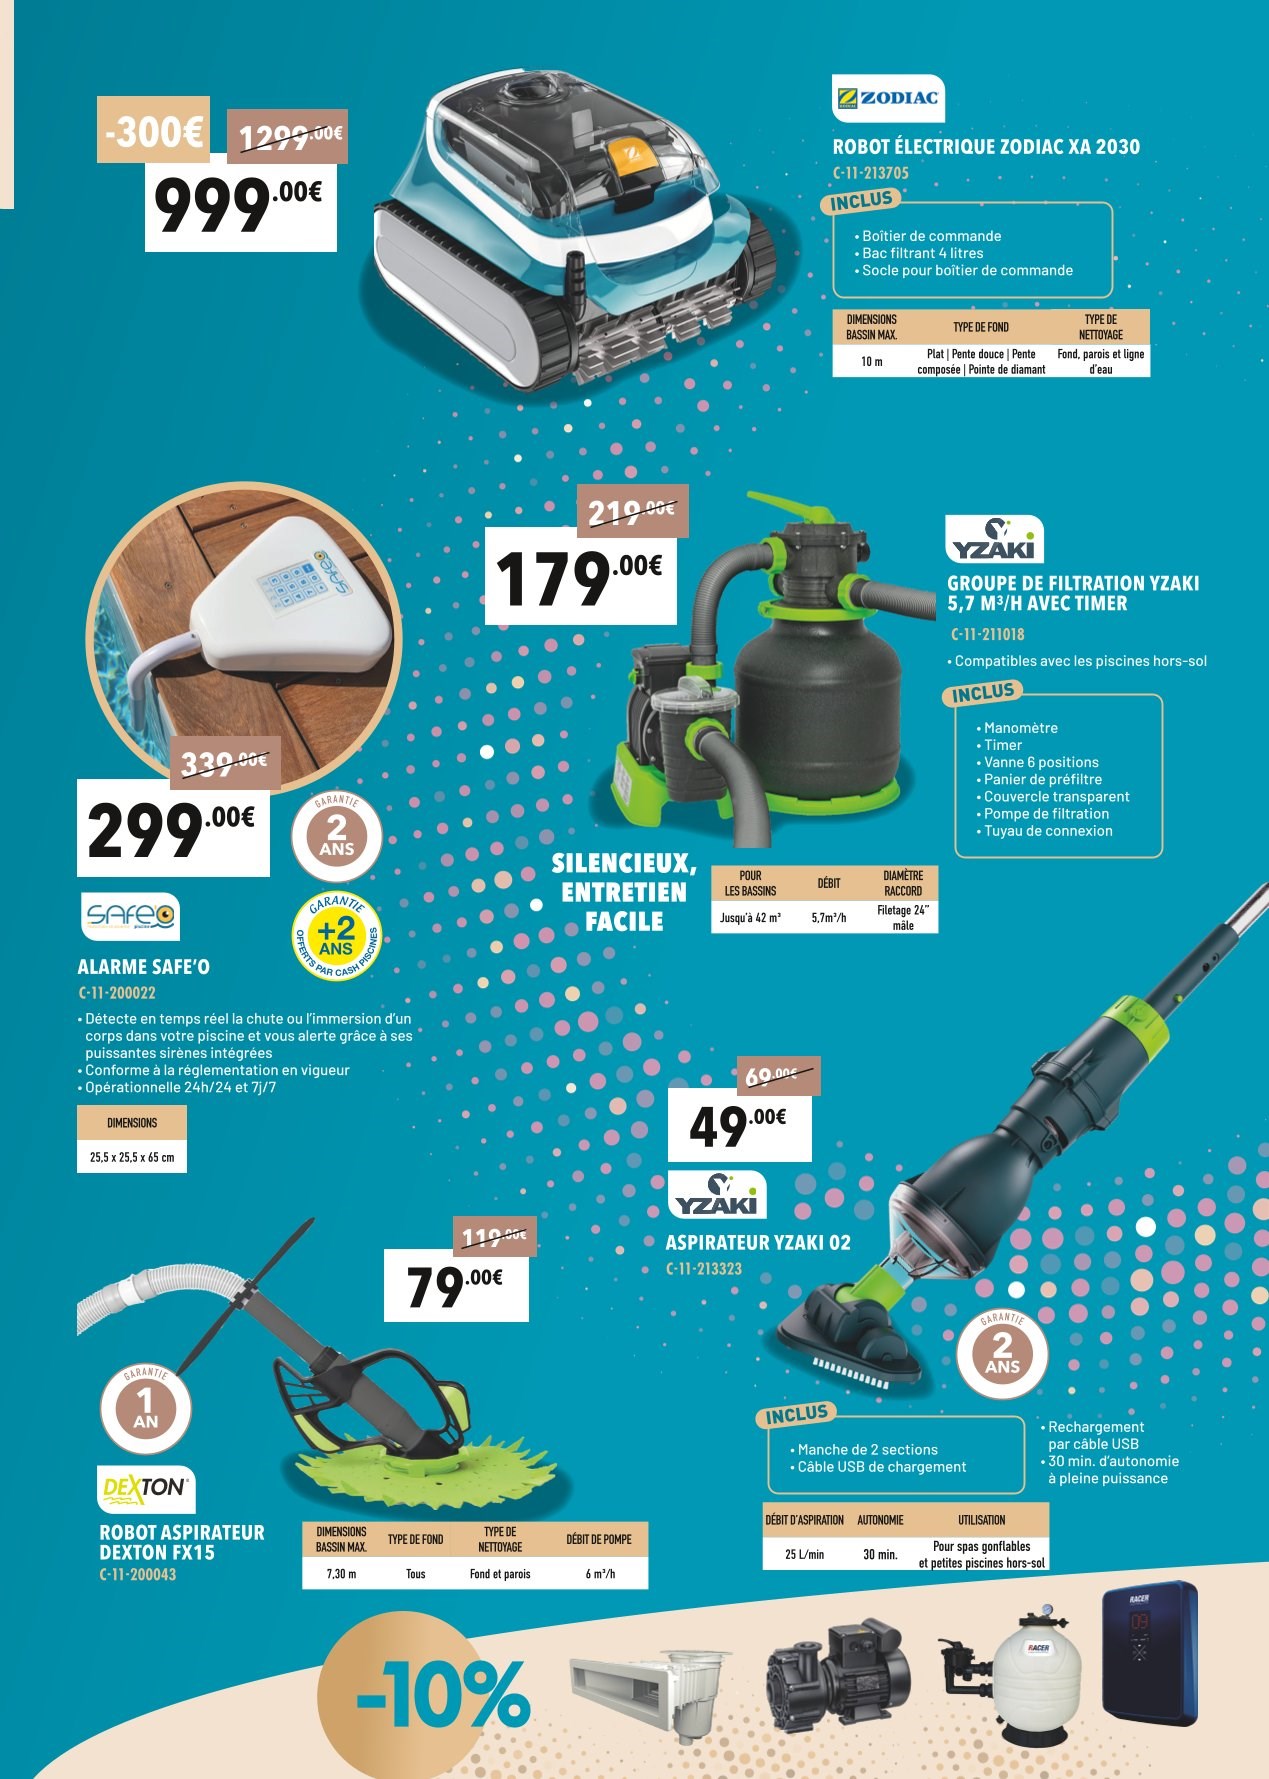 -300€
1299.00€
999.00€
ZODIAC
ROBOT ÉLECTRIQUE ZODIAC XA 2030
C-11-213705
INCLUS
• Boîtier de commande
• Bac filtrant 4 litres
• Socle pour boîtier de commande
DIMENSIONS BASSIN MAX. TYPE DE FOND TYPE DE NETTOYAGE
10 m Plat | Pente douce | Pente composée | Pointe de diamant Fond, parois et ligne d'eau
219.00€
179.00€
YZAKI
GROUPE DE FILTRATION YZAKI
5,7 M³/H AVEC TIMER
C-11-211018
• Compatibles avec les piscines hors-sol
INCLUS
• Manomètre
• Timer
• Vanne 6 positions
• Panier de préfiltre
• Couvercle transparent
• Pompe de filtration
• Tuyau de connexion
SILENCIEUX,
ENTRETIEN
FACILE
POUR LES BASSINS DÉBIT DIAMÈTRE RACCORD
Jusqu'à 42 m³ 5,7m³/h Filetage 24" mâle
SAFEO
339.00€
299.00€
GARANTIE
2
ANS
SAFEO
piscine
GARANTIE
+2
ANS
OFFERTS PAR CASH PISCINES
ALARME SAFE'O
C-11-200022
• Détecte en temps réel la chute ou l'immersion d'un
corps dans votre piscine et vous alerte grâce à ses
puissantes sirènes intégrées
• Conforme à la réglementation en vigueur
• Opérationnelle 24h/24 et 7j/7
DIMENSIONS
25,5 x 25,5 x 65 cm
69.00€
49.00€
YZAKI
ASPIRATEUR YZAKI 02
C-11-213323
GARANTIE
2
ANS
INCLUS
• Manche de 2 sections
• Câble USB de chargement
• Rechargement
par câble USB
• 30 min. d'autonomie
à pleine puissance
DÉBIT D'ASPIRATION AUTONOMIE UTILISATION
25 L/min 30 min. Pour spas gonflables et petites piscines hors-sol
119.00€
79.00€
GARANTIE
1
AN
DEXTON
ROBOT ASPIRATEUR
DEXTON FX15
C-11-200043
DIMENSIONS BASSIN MAX. TYPE DE FOND TYPE DE NETTOYAGE DÉBIT DE POMPE
7,30 m Tous Fond et parois 6 m³/h
-10%
RACER
RACER